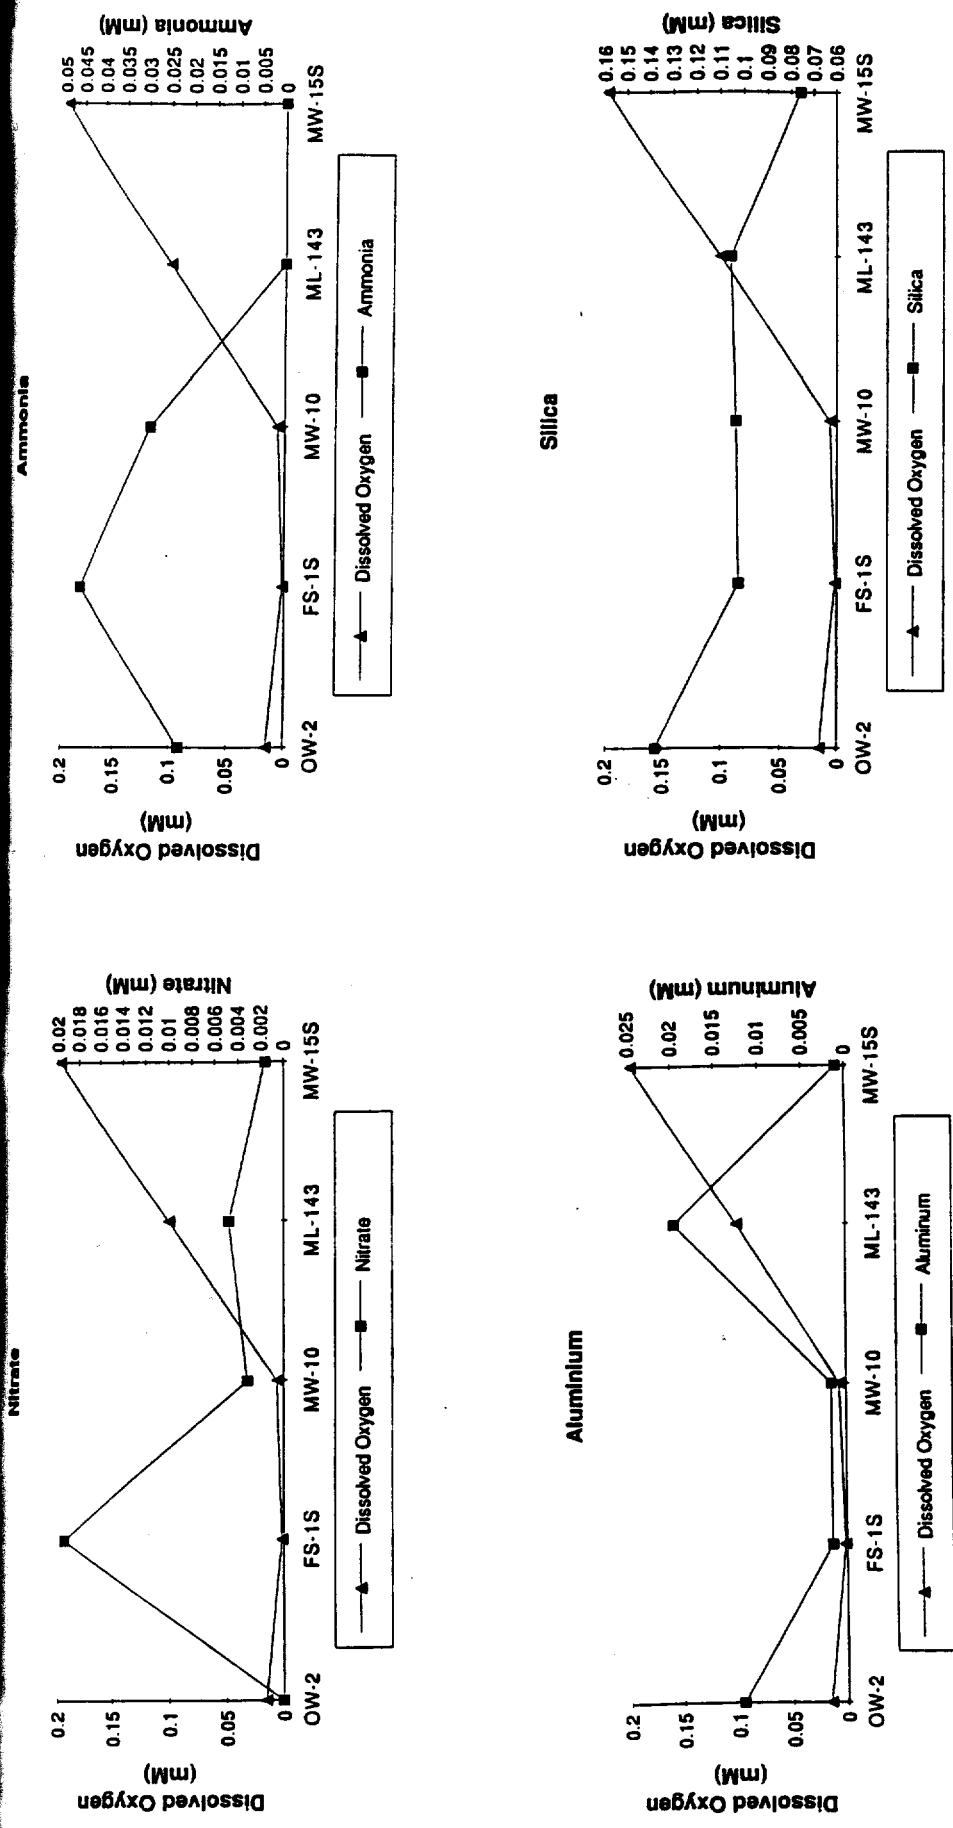 Nitrate
Dissolved Oxygen
(mM)
0.2
0.15
0.1
0.05
0
Nitrate (mM)
0.02
0.018
0.016
0.014
0.012
0.01
0.008
0.006
0.004
0.002
0
OW-2
FS-1S
MW-10
ML-143
MW-15S
Dissolved Oxygen
Nitrate
Ammonia
Dissolved Oxygen
(mM)
0.2
0.15
0.1
0.05
0
Ammonia (mM)
0.05
0.045
0.04
0.035
0.03
0.025
0.02
0.015
0.01
0.005
0
OW-2
FS-1S
MW-10
ML-143
MW-15S
Dissolved Oxygen
Ammonia
Aluminium
Dissolved Oxygen
(mM)
0.2
0.15
0.1
0.05
0
Aluminum (mM)
0.025
0.02
0.015
0.01
0.005
0
OW-2
FS-1S
MW-10
ML-143
MW-15S
Dissolved Oxygen
Aluminum
Silica
Dissolved Oxygen
(mM)
0.2
0.15
0.1
0.05
0
Silica (mM)
0.16
0.15
0.14
0.13
0.12
0.11
0.1
0.09
0.08
0.07
0.06
OW-2
FS-1S
MW-10
ML-143
MW-15S
Dissolved Oxygen
Silica